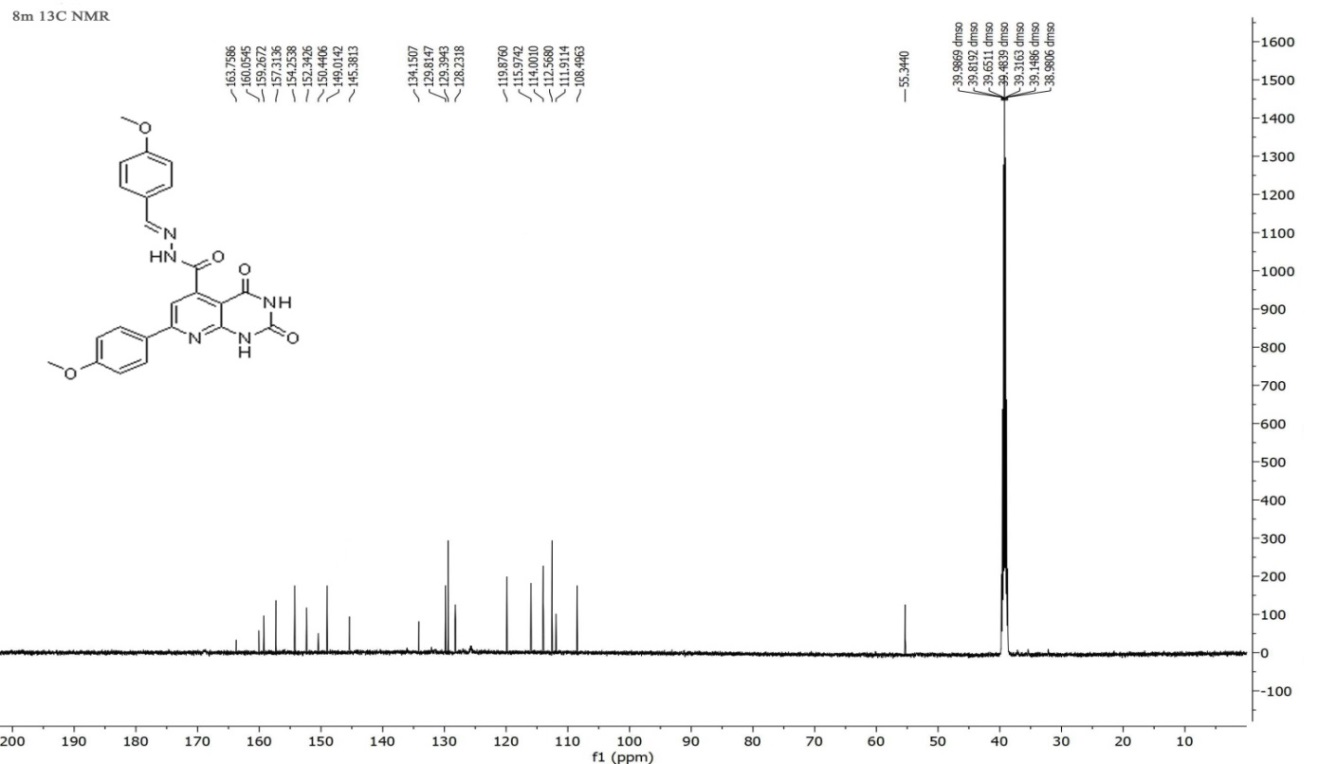 8m 13C NMR
163.7586
160.0545
159.2672
157.3136
154.2538
152.3426
150.4406
149.0142
145.3813
134.1507
129.8147
129.3943
128.2318
119.8760
115.9742
114.0010
112.5680
111.9114
108.4963
55.3440
39.9869 dmso
39.8192 dmso
39.6511 dmso
39.4839 dmso
39.3163 dmso
39.1486 dmso
38.9806 dmso
O
N
HN
O
O
NH
N
N
H
O
O
1600
1500
1400
1300
1200
1100
1000
900
800
700
600
500
400
300
200
100
0
-100
200 190 180 170 160 150 140 130 120 110 100 90 80 70 60 50 40 30 20 10
f1 (ppm)